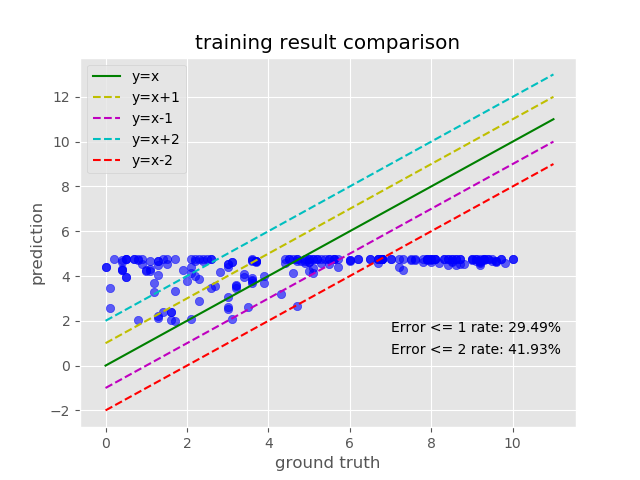 training result comparison
y=x
y=x+1
y=x-1
y=x+2
y=x-2
12
10
8
6
4
2
0
−2
prediction
Error <= 1 rate: 29.49%
Error <= 2 rate: 41.93%
0 2 4 6 8 10
ground truth